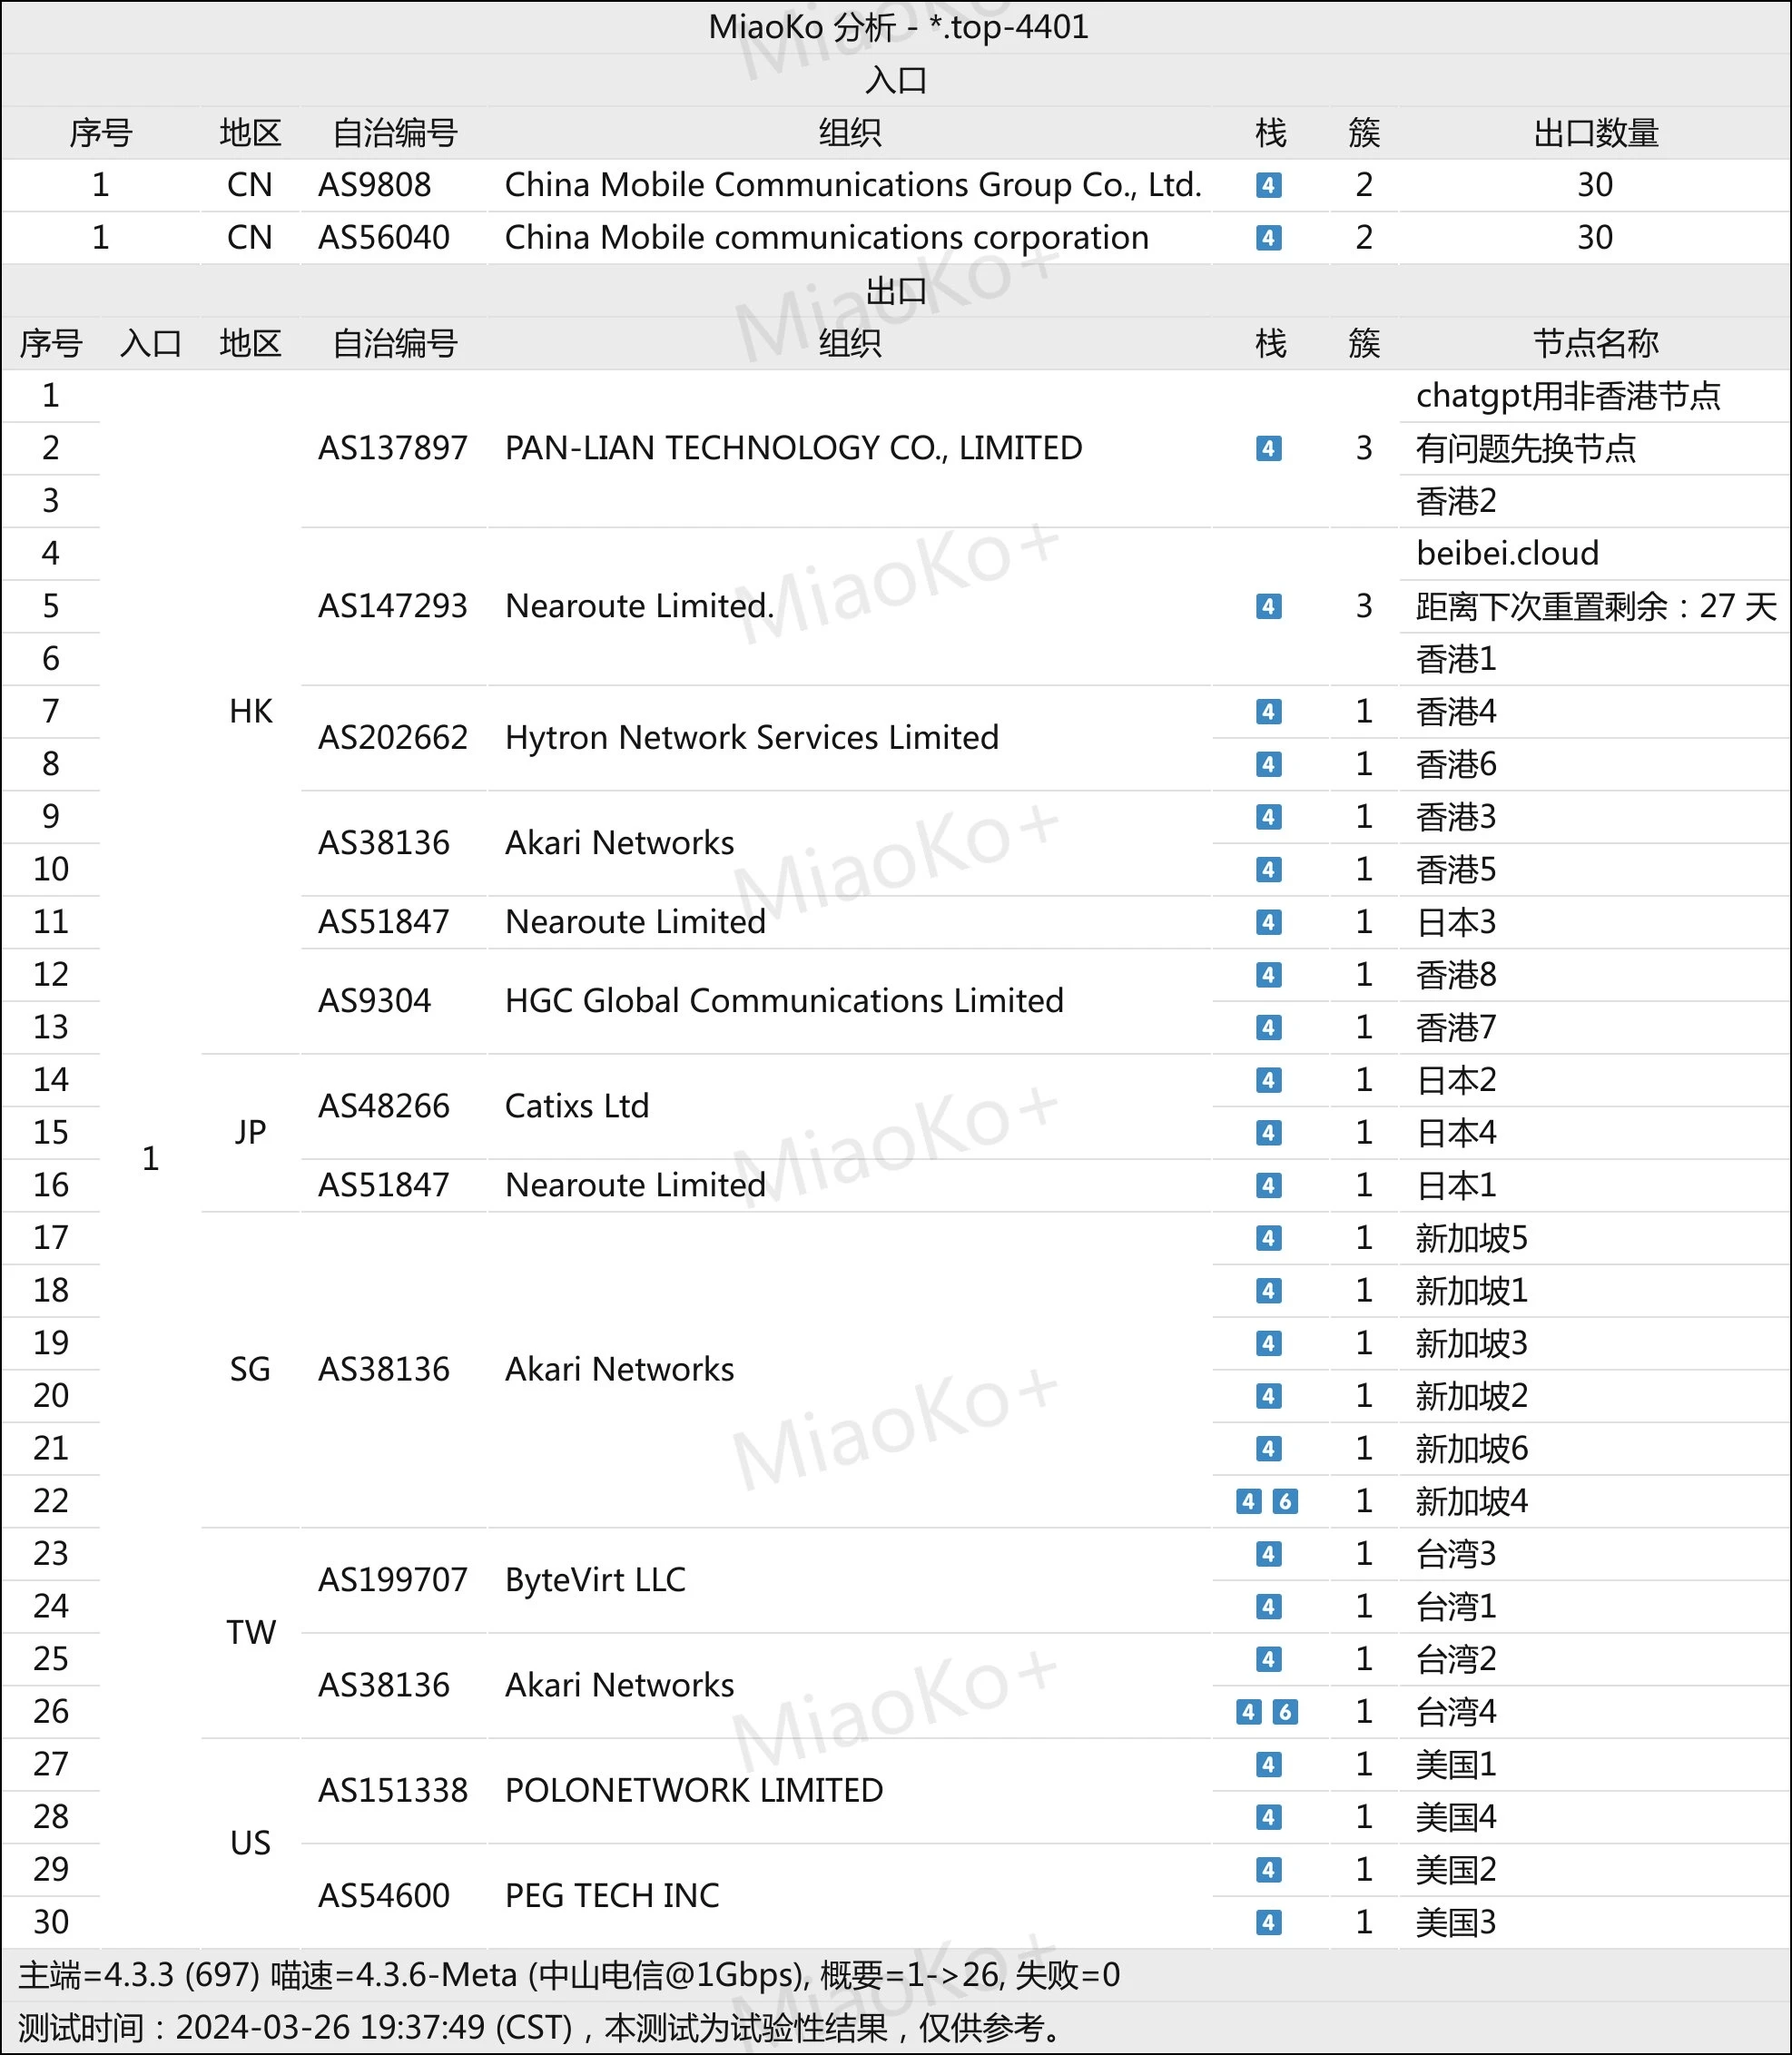 MiaoKo 分析 - *.top-4401
入口
序号 地区 自治编号 组织 栈 簇 出口数量
1 CN AS9808 China Mobile Communications Group Co., Ltd. 4 2 30
1 CN AS56040 China Mobile communications corporation 4 2 30
出口
序号 入口 地区 自治编号 组织 栈 簇 节点名称
1 chatgpt用非香港节点
2 AS137897 PAN-LIAN TECHNOLOGY CO., LIMITED 4 3 有问题先换节点
3 香港2
4 beibei.cloud
5 AS147293 Nearoute Limited. 4 3 距离下次重置剩余：27 天
6 香港1
7 HK 4 1 香港4
AS202662 Hytron Network Services Limited
8 4 1 香港6
9 4 1 香港3
AS38136 Akari Networks
10 4 1 香港5
11 AS51847 Nearoute Limited 4 1 日本3
12 4 1 香港8
AS9304 HGC Global Communications Limited
13 4 1 香港7
14 4 1 日本2
AS48266 Catixs Ltd
15 JP 4 1 日本4
1
16 AS51847 Nearoute Limited 4 1 日本1
17 4 1 新加坡5
18 4 1 新加坡1
19 4 1 新加坡3
SG AS38136 Akari Networks
20 4 1 新加坡2
21 4 1 新加坡6
22 4 6 1 新加坡4
23 4 1 台湾3
AS199707 ByteVirt LLC
24 4 1 台湾1
TW
25 4 1 台湾2
AS38136 Akari Networks
26 4 6 1 台湾4
27 4 1 美国1
AS151338 POLONETWORK LIMITED
28 4 1 美国4
US
29 4 1 美国2
AS54600 PEG TECH INC
30 4 1 美国3
主端=4.3.3 (697) 喵速=4.3.6-Meta (中山电信@1Gbps), 概要=1->26, 失败=0
测试时间：2024-03-26 19:37:49 (CST)，本测试为试验性结果，仅供参考。
MiaoKo+
MiaoKo+
MiaoKo+
MiaoKo+
MiaoKo+
MiaoKo+
MiaoKo+
MiaoKo+